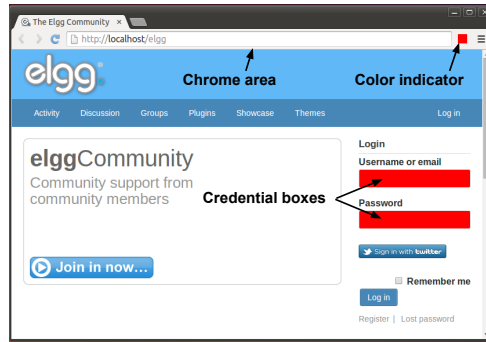 The Elgg Community
http://localhost/elgg
elgg
Chrome area
Color indicator
Activity Discussion Groups Plugins Showcase Themes Log in
elggCommunity
Community support from
community members
Join in now...
Credential boxes
Login
Username or email
Password
Sign in with twitter
Remember me
Log in
Register | Lost password